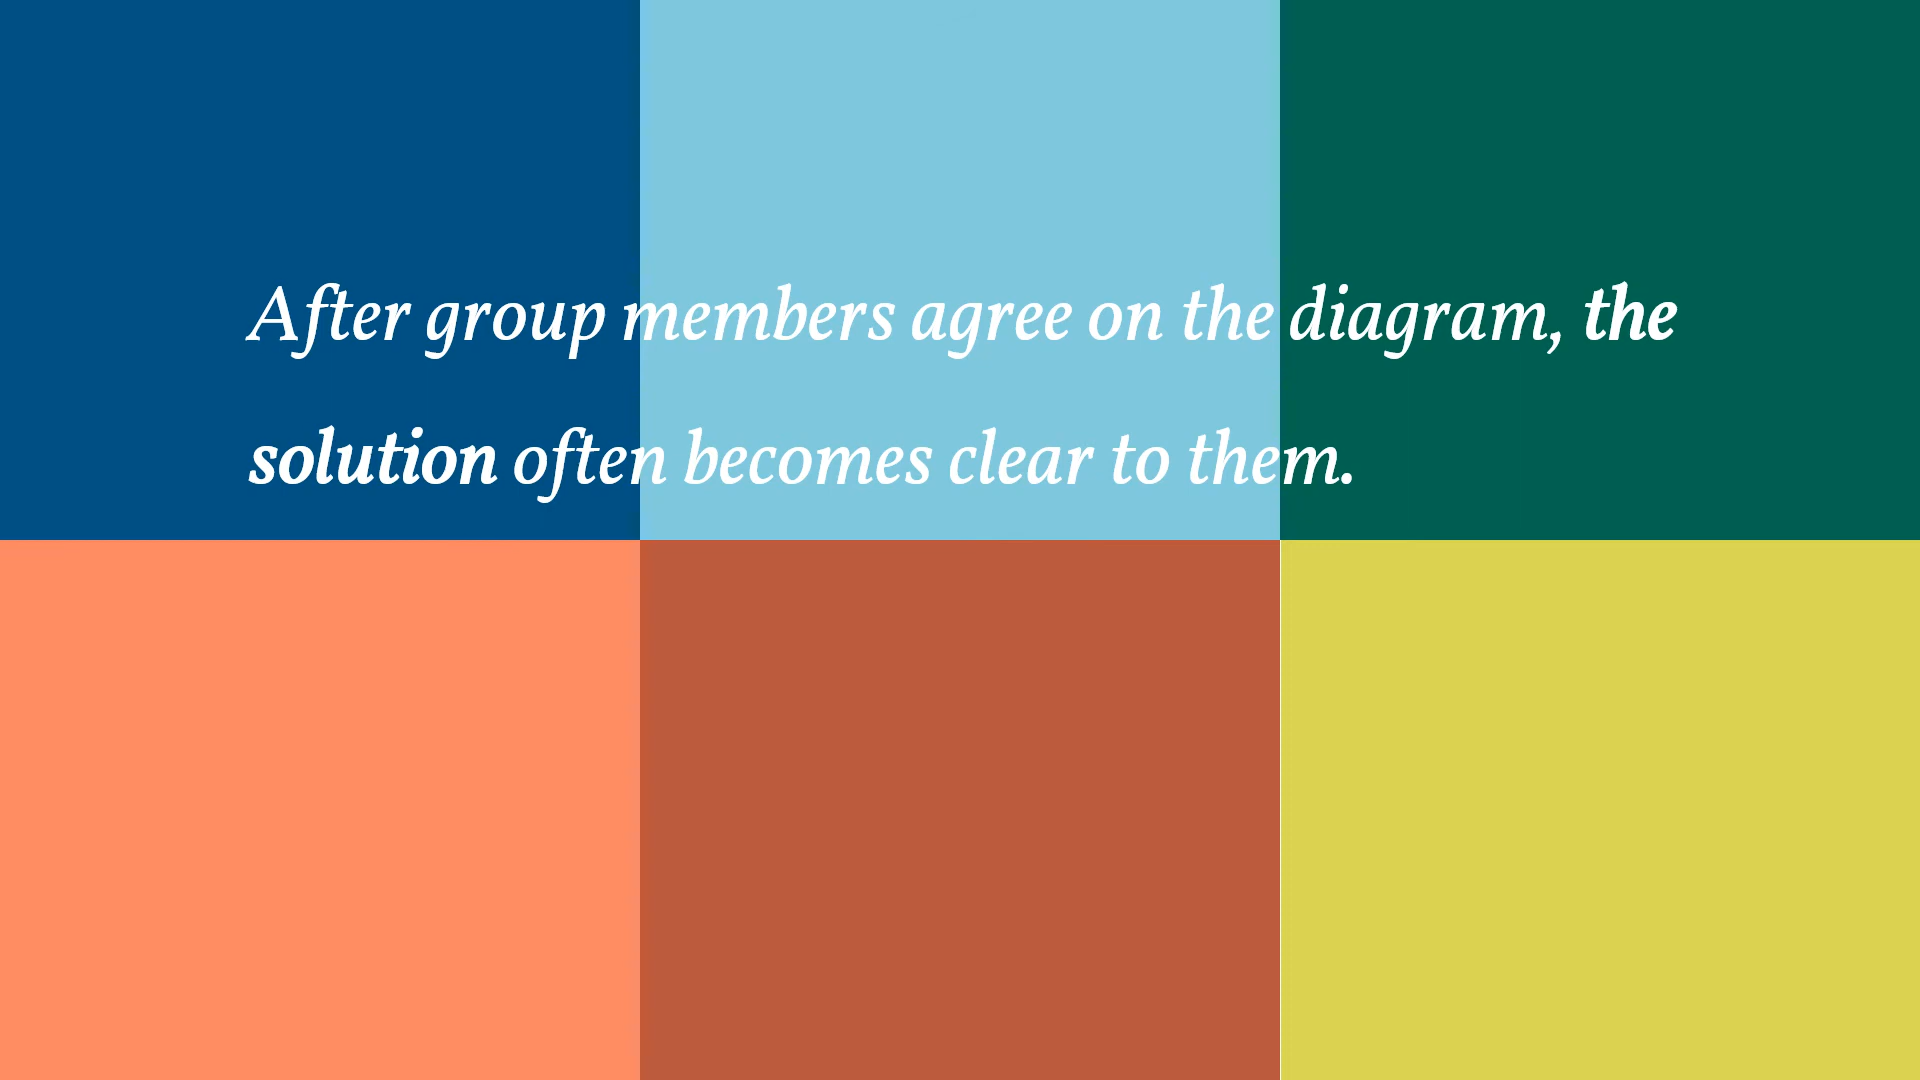 After group members agree on the diagram, the
solution often becomes clear to them.